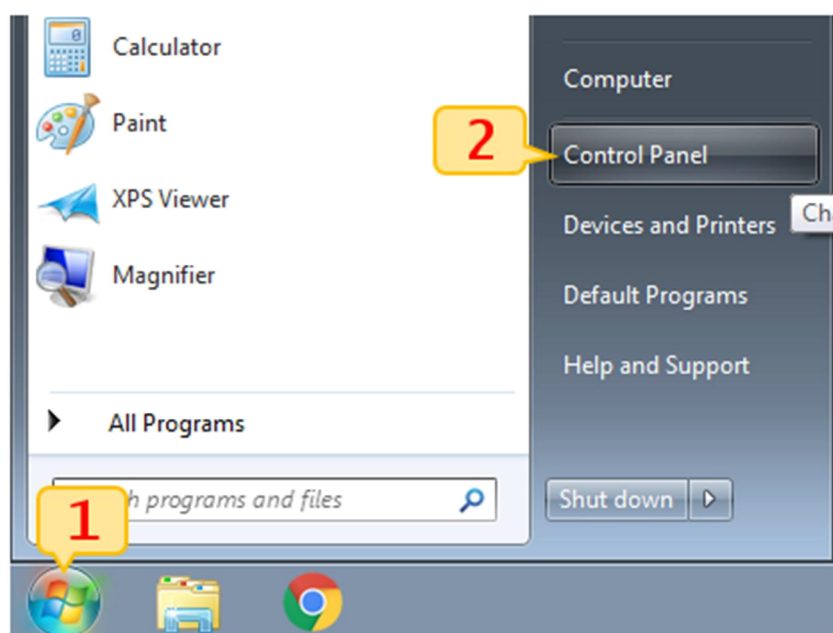 Calculator
Paint
XPS Viewer
Magnifier
All Programs
h programs and files
1
Computer
2
Control Panel
Devices and Printers
Default Programs
Help and Support
Shut down